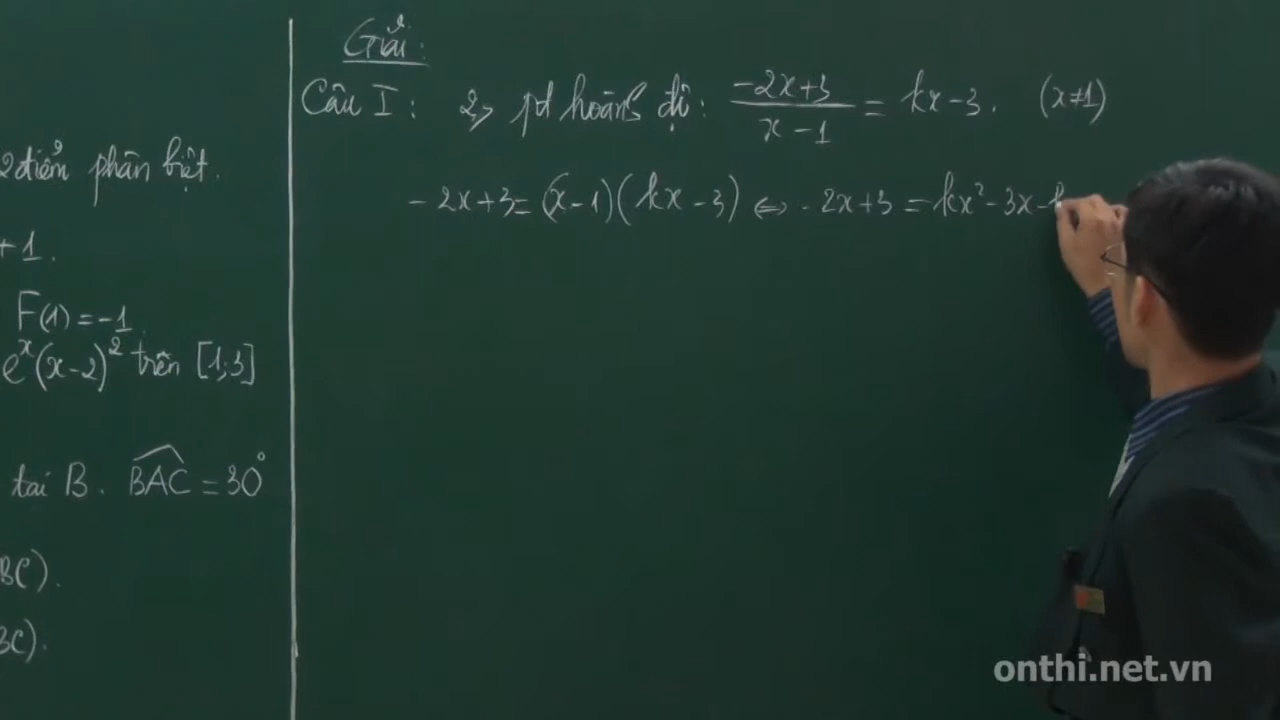 2 điểm phân biệt.
+1.
F(1) = -1
e^x(x-2)^2 trên [1;3]
tại B. BAC = 30°
BC).
BC).
Giải:
Câu I: 2, pt hoành độ: (-2x+3)/(x-1) = kx-3. (x≠1)
-2x+3 = (x-1)(kx-3) ⇔ -2x+3 = kx²-3x-k
onthi.net.vn